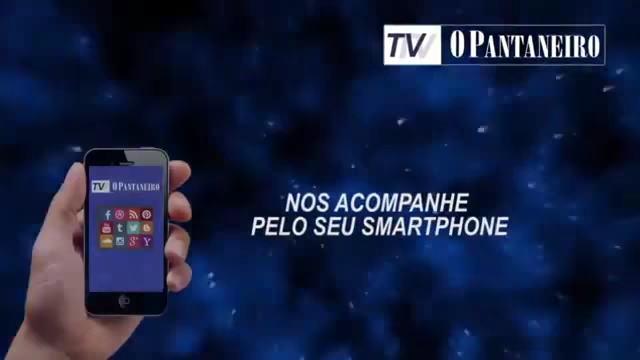 TV O PANTANEIRO
TV O PANTANEIRO
NOS ACOMPANHE
PELO SEU SMARTPHONE